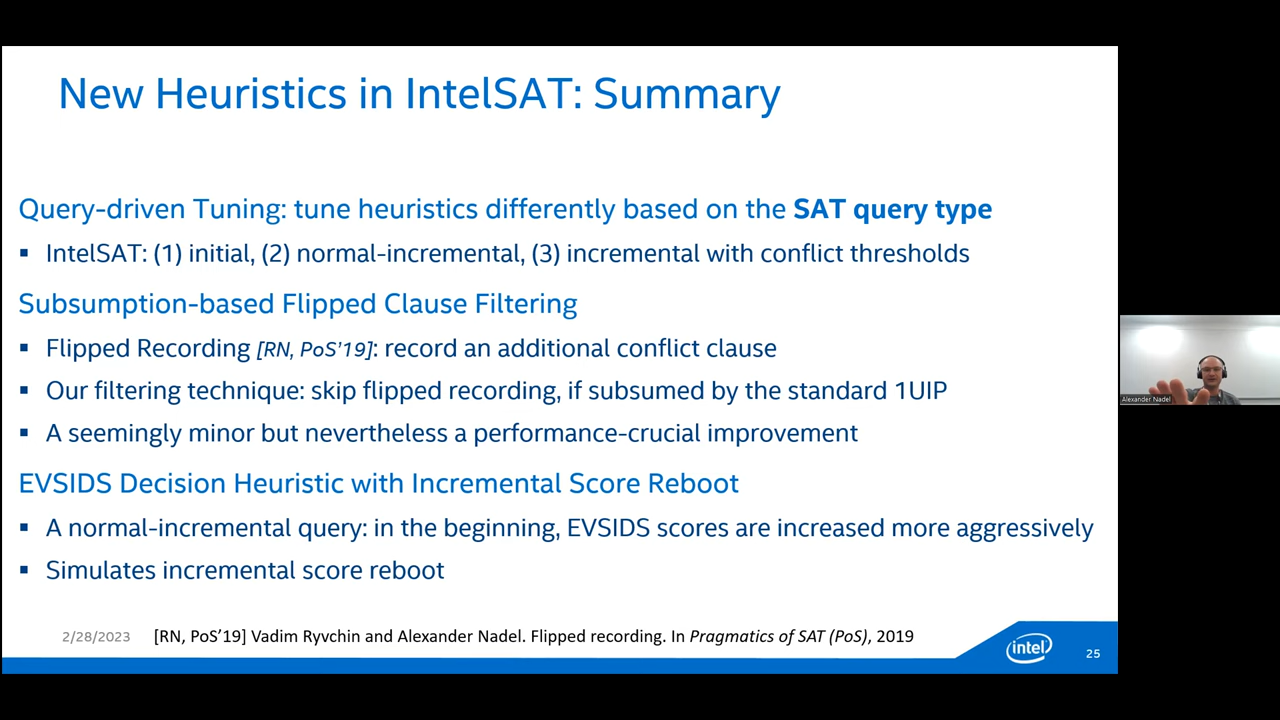 New Heuristics in IntelSAT: Summary
Query-driven Tuning: tune heuristics differently based on the SAT query type
▪ IntelSAT: (1) initial, (2) normal-incremental, (3) incremental with conflict thresholds
Subsumption-based Flipped Clause Filtering
▪ Flipped Recording [RN, PoS’19]: record an additional conflict clause
▪ Our filtering technique: skip flipped recording, if subsumed by the standard 1UIP
▪ A seemingly minor but nevertheless a performance-crucial improvement
EVSIDS Decision Heuristic with Incremental Score Reboot
▪ A normal-incremental query: in the beginning, EVSIDS scores are increased more aggressively
▪ Simulates incremental score reboot
2/28/2023 [RN, PoS’19] Vadim Ryvchin and Alexander Nadel. Flipped recording. In Pragmatics of SAT (PoS), 2019
intel
25
Alexander Nadel